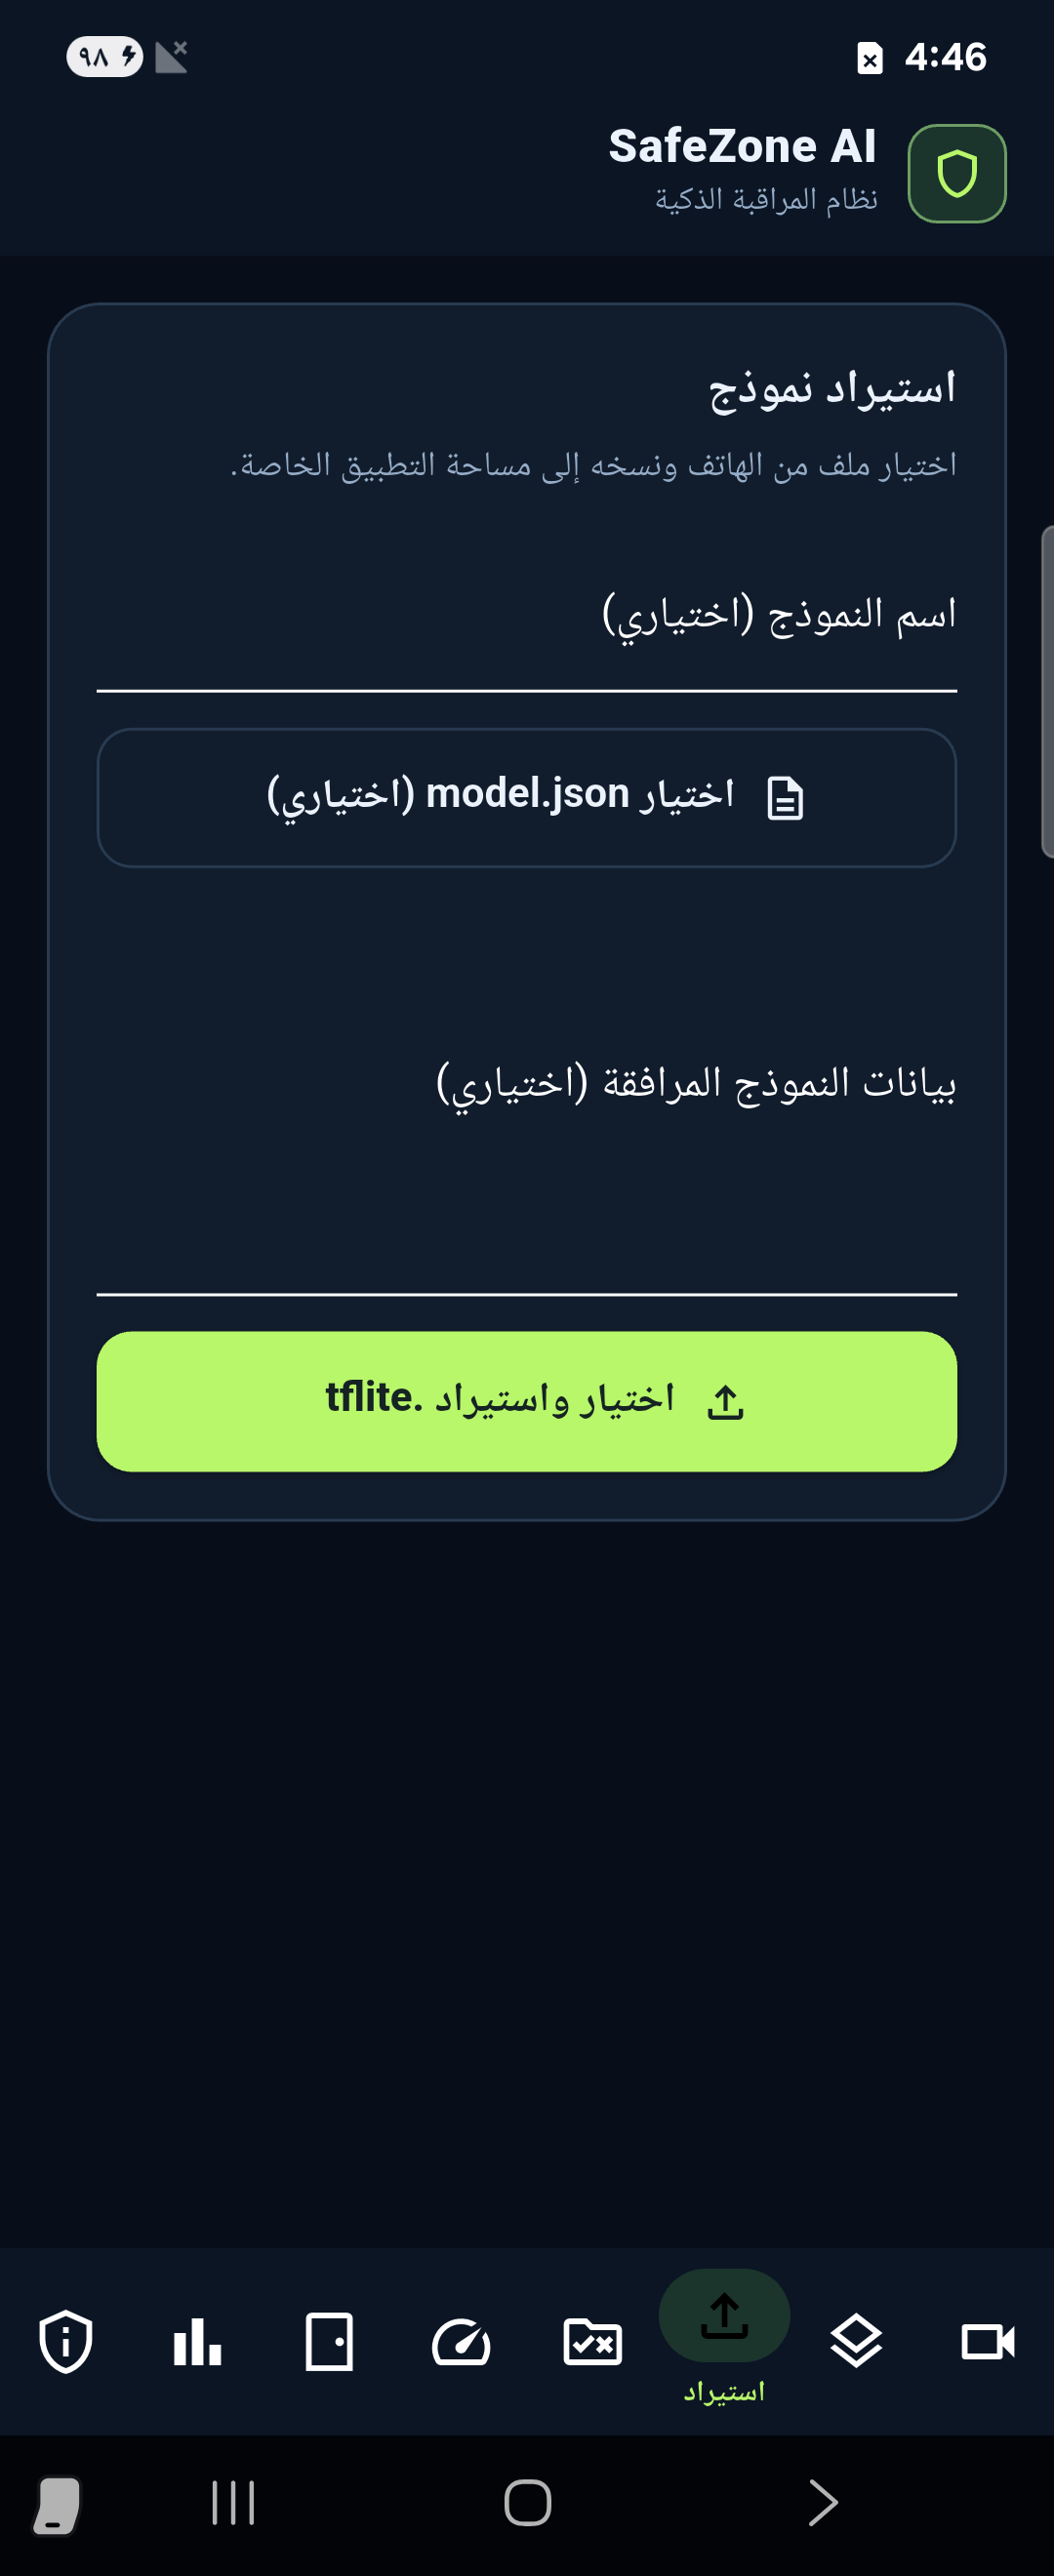 4:46
٩٨
SafeZone AI
نظام المراقبة الذكية
استيراد نموذج
اختيار ملف من الهاتف ونسخه إلى مساحة التطبيق الخاصة.
اسم النموذج (اختياري)
اختيار model.json (اختياري)
بيانات النموذج المرافقة (اختياري)
اختيار واستيراد .tflite
استيراد